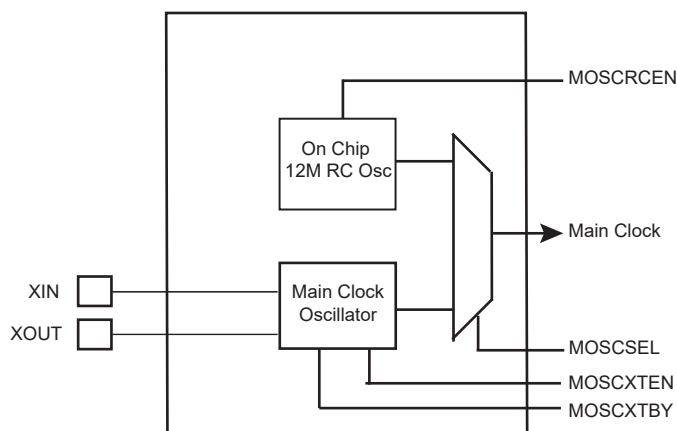 MOSCRCEN
On Chip
12M RC Osc
Main Clock
XIN
Main Clock
Oscillator
XOUT
MOSCSEL
MOSCXTEN
MOSCXTBY